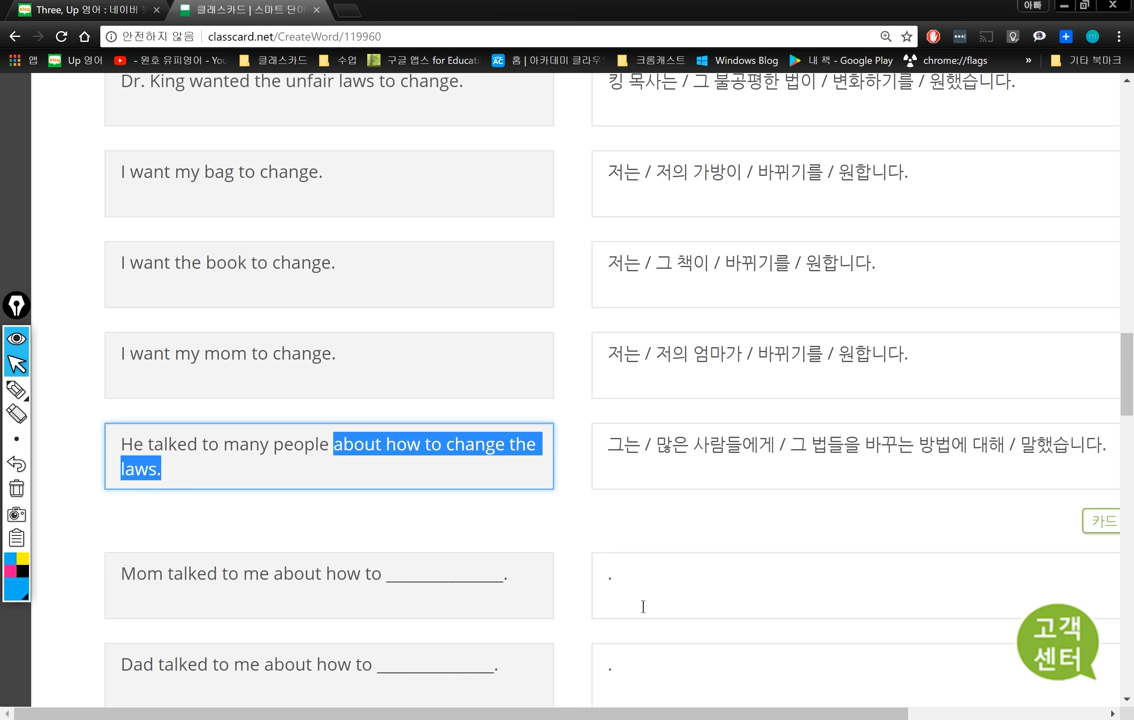 Three, Up 영어 : 네이버
클래스카드 | 스마트 단어
아빠
안전하지 않음
classcard.net/CreateWord/119960
앱
Up 영어
- 원호 유피영어 - You
클래스카드
수업
구글 앱스 for Educati
홈 | 아카데미 클라우
크롬캐스트
Windows Blog
내 책 - Google Play
chrome://flags
»
기타 북마크
Dr. King wanted the unfair laws to change.
킹 목사는 / 그 불공평한 법이 / 변화하기를 / 원했습니다.
I want my bag to change.
저는 / 저의 가방이 / 바뀌기를 / 원합니다.
I want the book to change.
저는 / 그 책이 / 바뀌기를 / 원합니다.
I want my mom to change.
저는 / 저의 엄마가 / 바뀌기를 / 원합니다.
He talked to many people about how to change the
laws.
그는 / 많은 사람들에게 / 그 법들을 바꾸는 방법에 대해 / 말했습니다.
카드
Mom talked to me about how to ______________.
.
Dad talked to me about how to ______________.
.
고객
센터